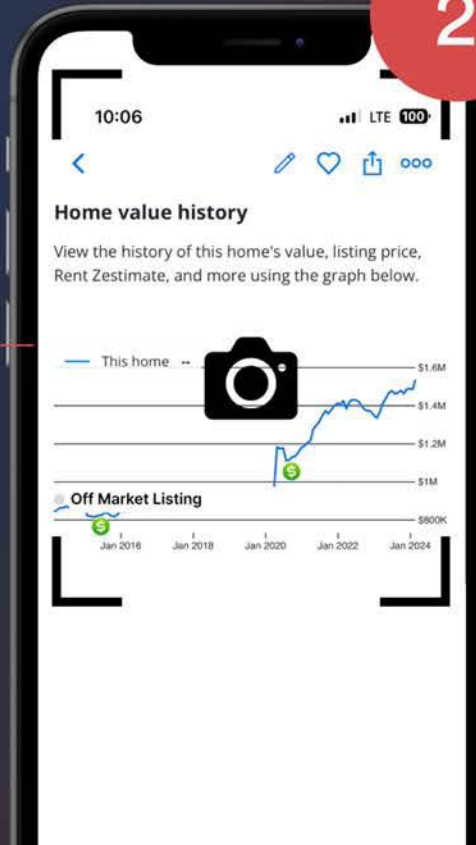 2
10:06
LTE 100
Home value history
View the history of this home's value, listing price,
Rent Zestimate, and more using the graph below.
This home --
$1.6M
$1.4M
$1.2M
$
$1M
Off Market Listing
$
$800K
Jan 2016 Jan 2018 Jan 2020 Jan 2022 Jan 2024